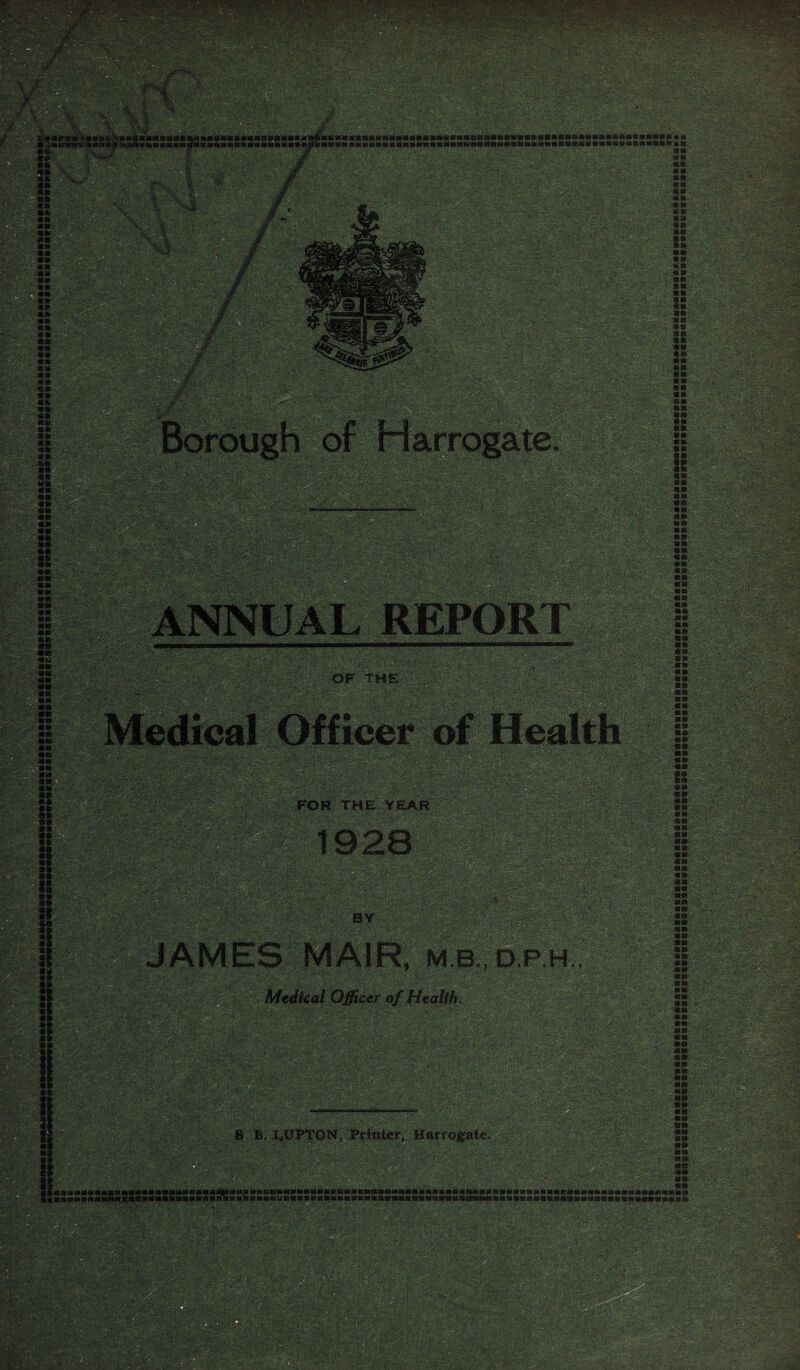 Borough of Harrogate.
ANNUAL REPORT
OF THE
Medical Officer of Health
FOR THE YEAR
1928
BY
JAMES MAIR, M.B., D.P.H.,
Medical Officer of Health.
B. LUPTON, Printer, Harrogate.